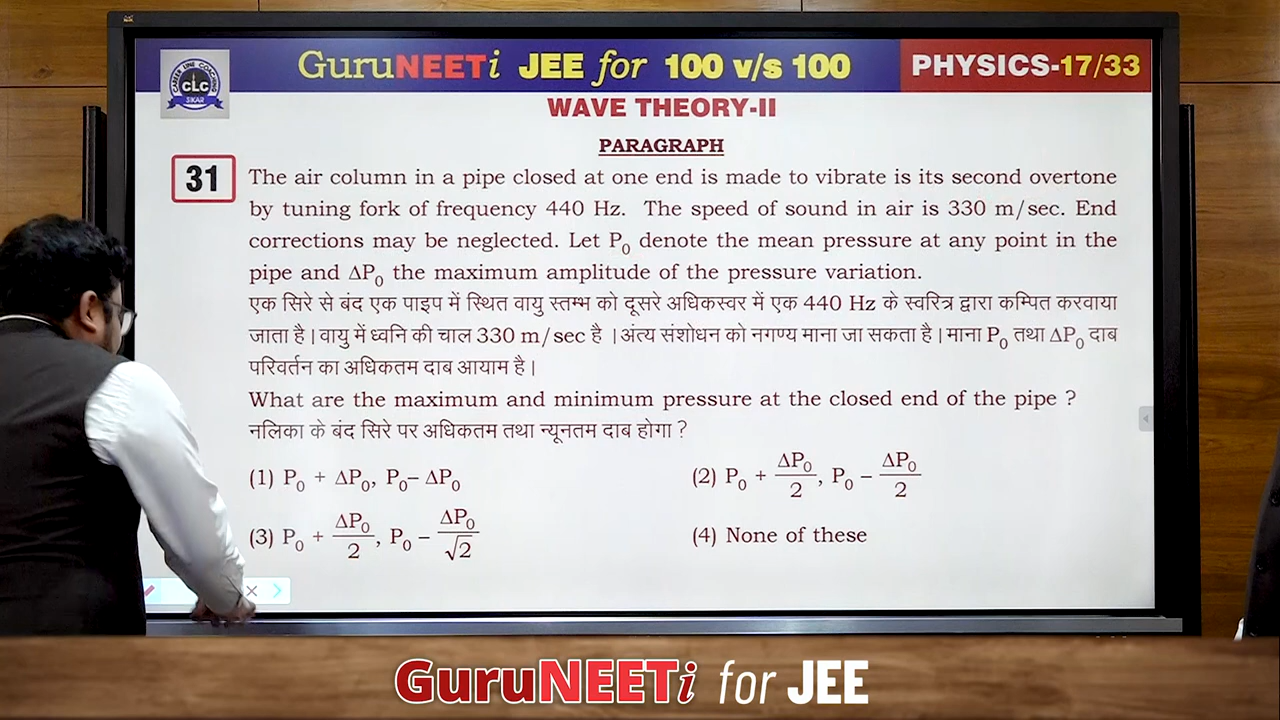 GuruNEETi JEE for 100 v/s 100 PHYSICS-17/33
CAREER LINE COACHING
CLC
SIKAR
WAVE THEORY-II
PARAGRAPH
31 The air column in a pipe closed at one end is made to vibrate is its second overtone
by tuning fork of frequency 440 Hz. The speed of sound in air is 330 m/sec. End
corrections may be neglected. Let P₀ denote the mean pressure at any point in the
pipe and ΔP₀ the maximum amplitude of the pressure variation.
एक सिरे से बंद एक पाइप में स्थित वायु स्तम्भ को दूसरे अधिकस्वर में एक 440 Hz के स्वरित्र द्वारा कम्पित करवाया
जाता है। वायु में ध्वनि की चाल 330 m/sec है । अंत्य संशोधन को नगण्य माना जा सकता है। माना P₀ तथा ΔP₀ दाब
परिवर्तन का अधिकतम दाब आयाम है।
What are the maximum and minimum pressure at the closed end of the pipe ?
नलिका के बंद सिरे पर अधिकतम तथा न्यूनतम दाब होगा ?
(1) P₀ + ΔP₀, P₀– ΔP₀ (2) P₀ + ΔP₀/2, P₀ – ΔP₀/2
(3) P₀ + ΔP₀/2, P₀ – ΔP₀/√2 (4) None of these
GuruNEETi for JEE